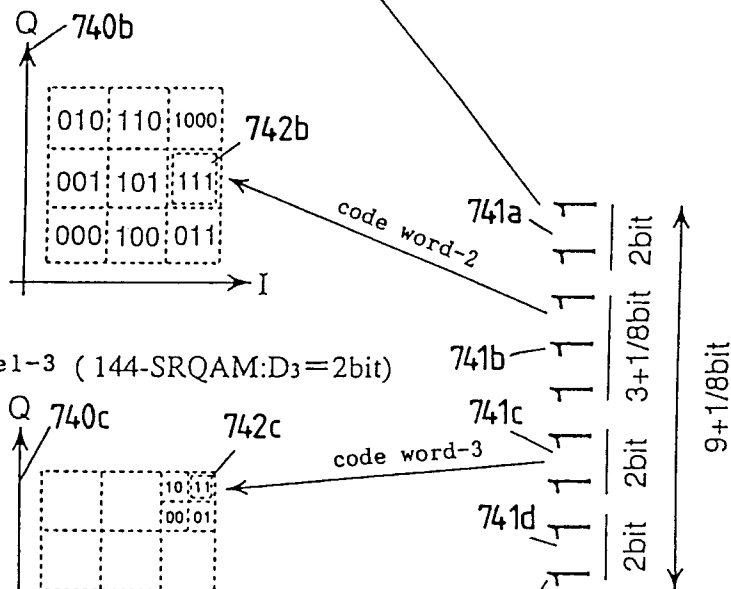 Q 740b
010 110 1000
742b
001 101 111
000 100 011
I
code word-2
741a
2bit
3+1/8bit
741b
9+1/8bit
el-3 (144-SRQAM:D3=2bit)
Q 740c
742c
741c
code word-3
10 11
00 01
2bit
741d
2bit